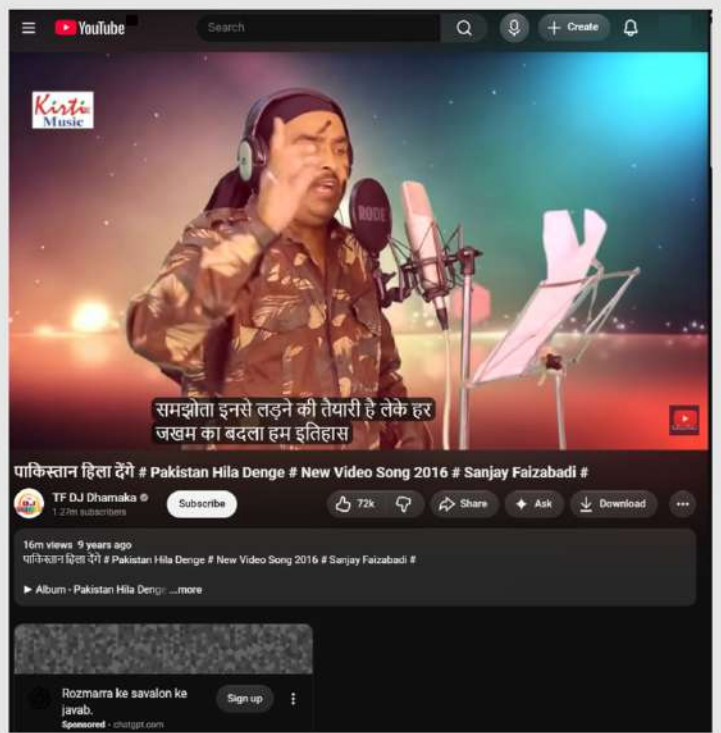 YouTube
Search
Create
Kirti
Music
RODE
समझोता इनसे लड़ने की तैयारी हे लेके हर
जखम का बदला हम इतिहास
पाकिस्तान हिला देंगे # Pakistan Hila Denge # New Video Song 2016 # Sanjay Faizabadi #
TF DJ Dhamaka
1.27m subscribers
Subscribe
72k
Share
Ask
Download
16m views 9 years ago
पाकिस्तान हिला देंगे # Pakistan Hila Denge # New Video Song 2016 # Sanjay Faizabadi #
▶ Album - Pakistan Hila Denge ...more
Rozmarra ke savalon ke
javab.
Sponsored - chatgpt.com
Sign up